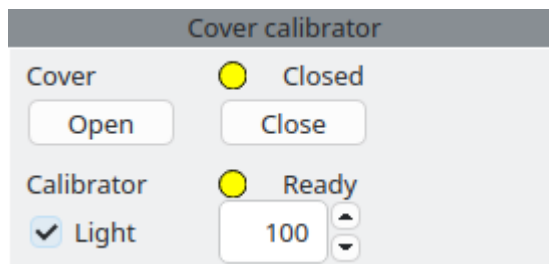 Cover calibrator
Cover Closed
Open Close
Calibrator Ready
Light 100